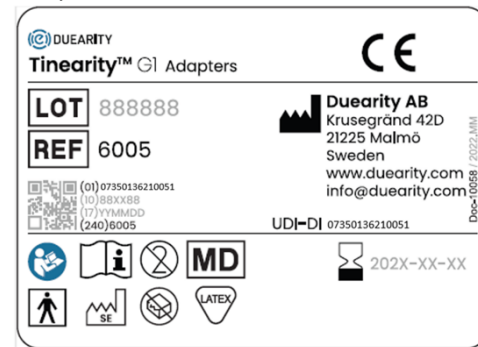 DUEARITY
Tinearity™ G1 Adapters
CE
LOT 888888
REF 6005
Duearity AB
Krusegränd 42D
21225 Malmö
Sweden
www.duearity.com
info@duearity.com
Doc-10058 / 2022,MM
(01) 07350136210051
(10)88XX88
(17)YYMMDD
(240)6005
UDI-DI 07350136210051
2
MD
202X-XX-XX
SE
LATEX